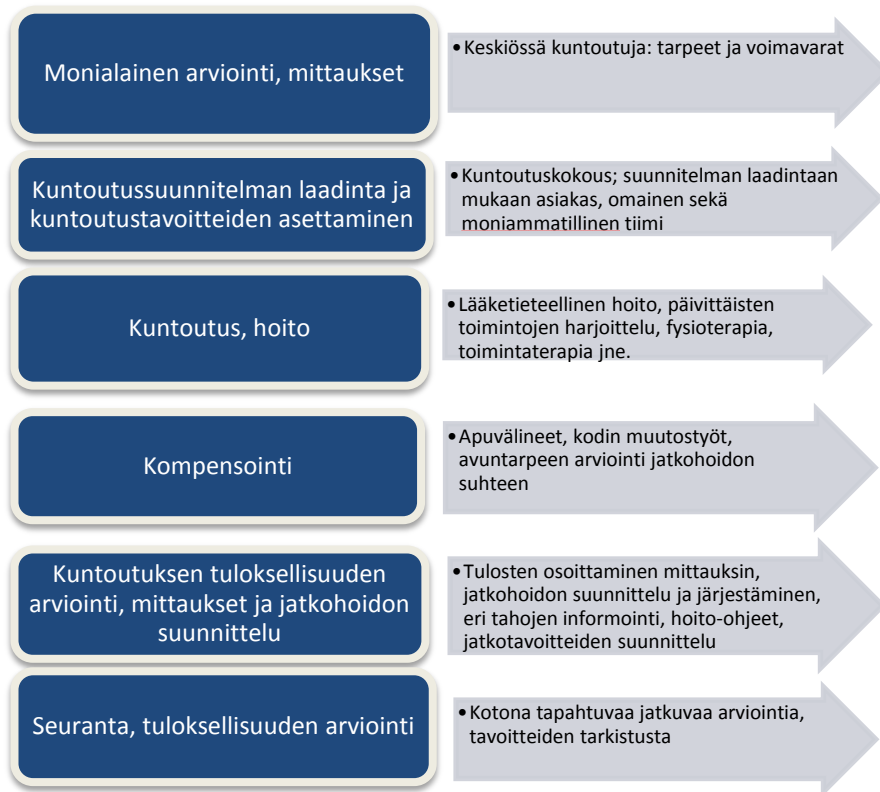 Monialainen arviointi, mittaukset
•Keskiössä kuntoutuja: tarpeet ja voimavarat
Kuntoutussuunnitelman laadinta ja
kuntoutustavoitteiden asettaminen
•Kuntoutuskokous; suunnitelman laadintaan
mukaan asiakas, omainen sekä
moniammatillinen tiimi
Kuntoutus, hoito
•Lääketieteellinen hoito, päivittäisten
toimintojen harjoittelu, fysioterapia,
toimintaterapia jne.
Kompensointi
•Apuvälineet, kodin muutostyöt,
avuntarpeen arviointi jatkohoidon
suhteen
Kuntoutuksen tuloksellisuuden
arviointi, mittaukset ja jatkohoidon
suunnittelu
•Tulosten osoittaminen mittauksin,
jatkohoidon suunnittelu ja järjestäminen,
eri tahojen informointi, hoito-ohjeet,
jatkotavoitteiden suunnittelu
Seuranta, tuloksellisuuden arviointi
•Kotona tapahtuvaa jatkuvaa arviointia,
tavoitteiden tarkistusta